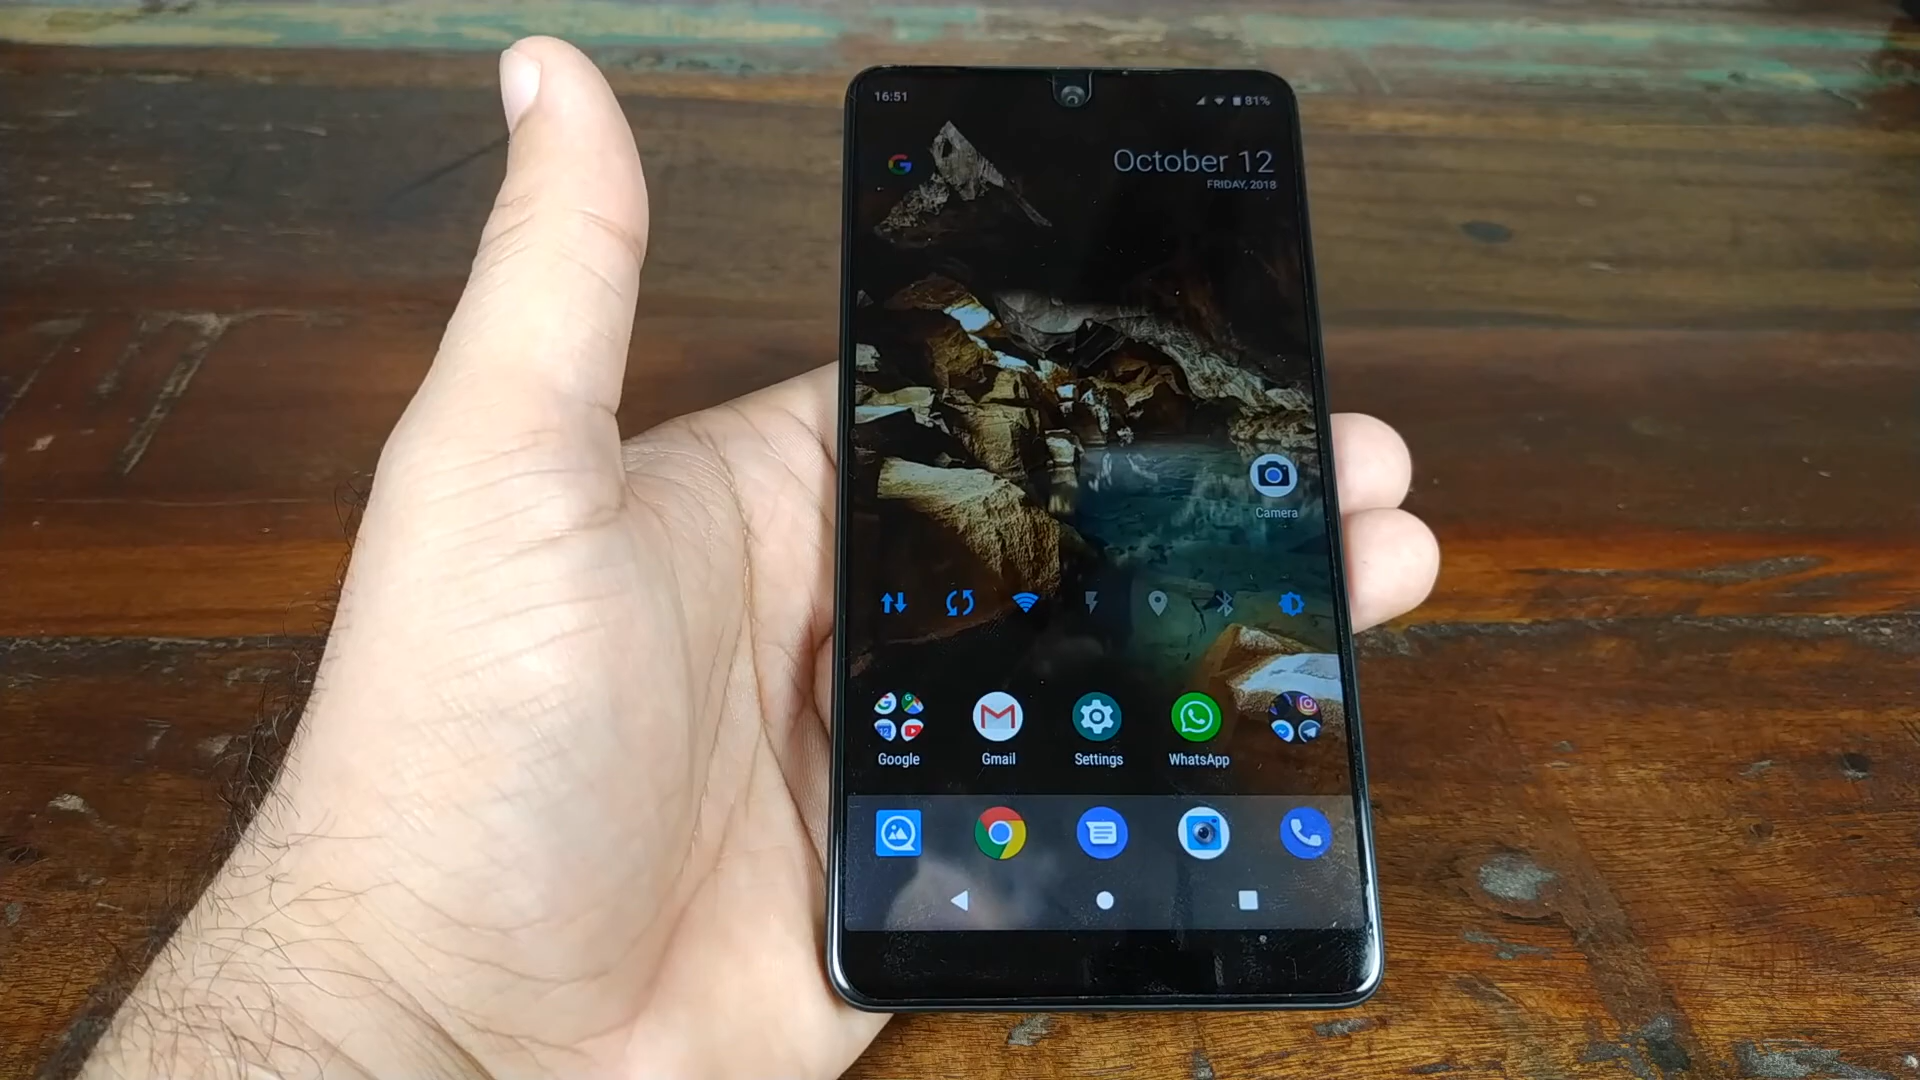 16:51
81%
October 12
FRIDAY, 2018
Camera
Google
Gmail
Settings
WhatsApp